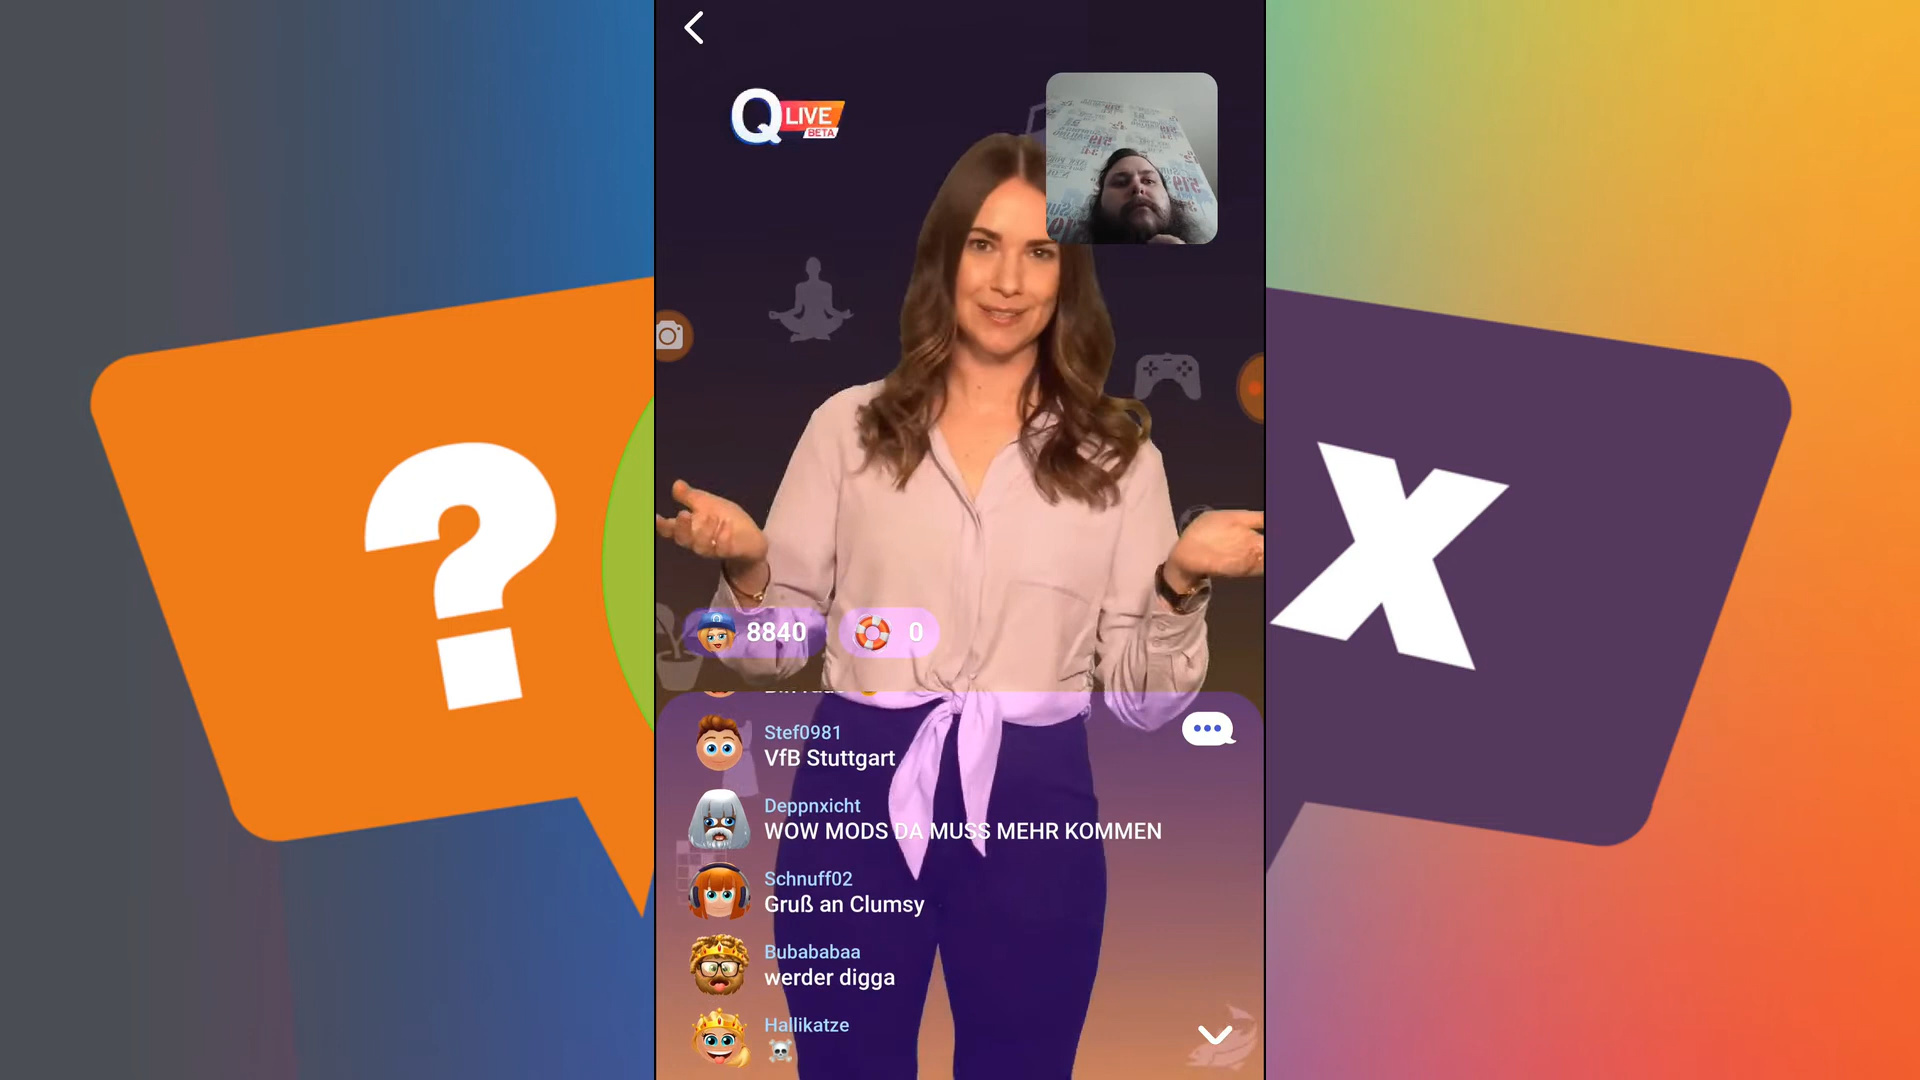 Q LIVE
BETA
?
X
8840
0
Stef0981
VfB Stuttgart
Deppnxicht
WOW MODS DA MUSS MEHR KOMMEN
Schnuff02
Gruß an Clumsy
Bubababaa
werder digga
Hallikatze
☠️